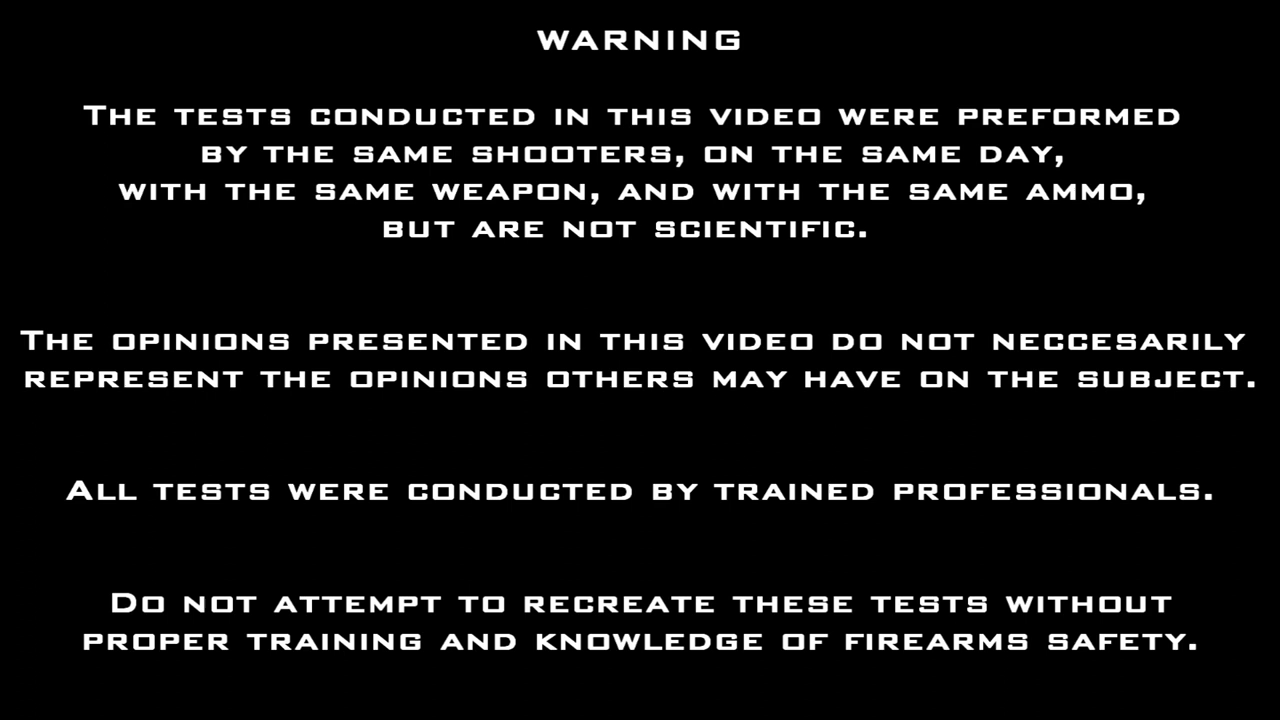 WARNING
The tests conducted in this video were preformed
by the same shooters, on the same day,
with the same weapon, and with the same ammo,
but are not scientific.
The opinions presented in this video do not neccesarily
represent the opinions others may have on the subject.
All tests were conducted by trained professionals.
Do not attempt to recreate these tests without
proper training and knowledge of firearms safety.